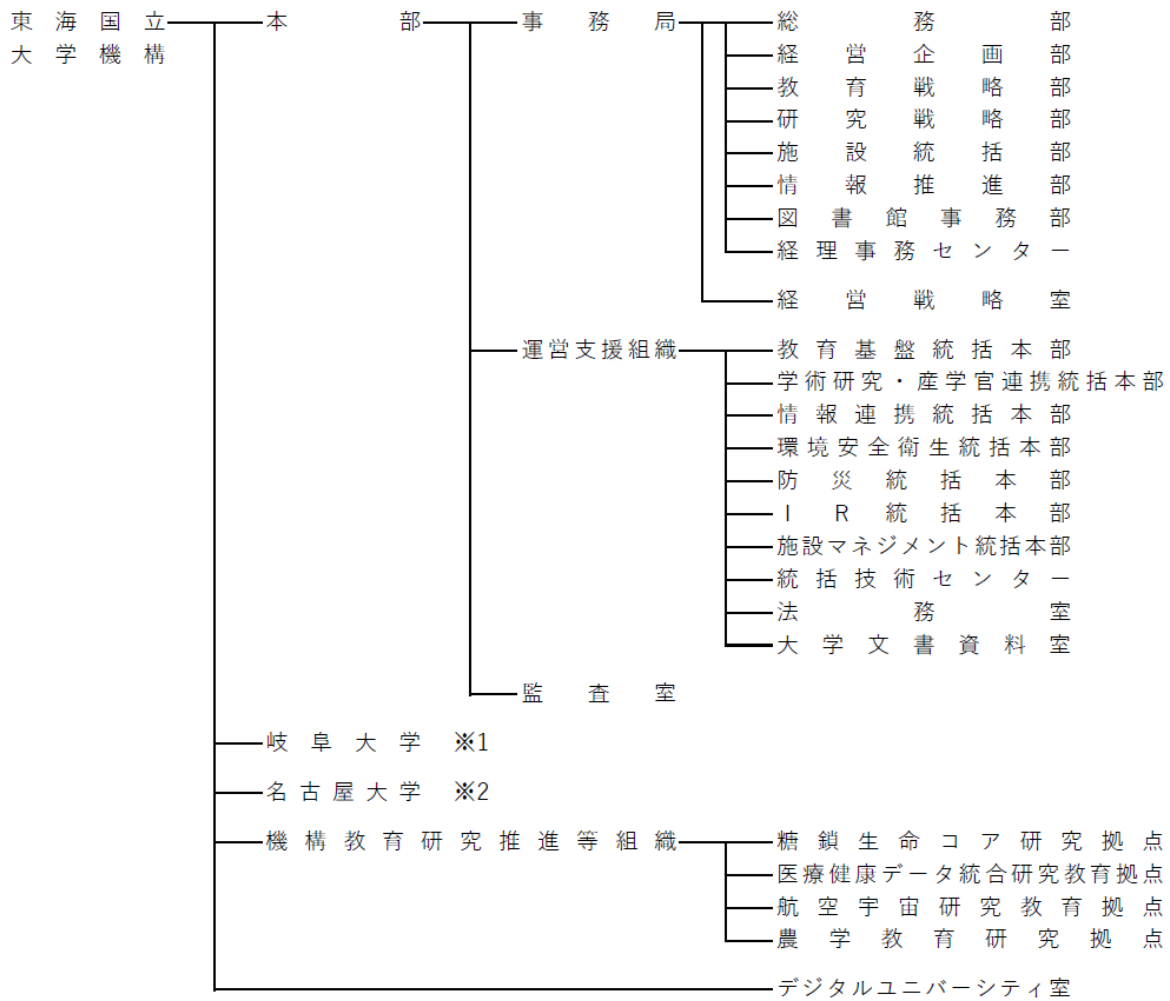 東海国立 本部 事務局 総務部
大学機構 経営企画部
教育戦略部
研究戦略部
施設統括部
情報推進部
図書館事務部
経理事務センター
経営戦略室
運営支援組織 教育基盤統括本部
学術研究・産学官連携統括本部
情報連携統括本部
環境安全衛生統括本部
防災統括本部
IR統括本部
施設マネジメント統括本部
統括技術センター
法務室
大学文書資料室
監査室
岐阜大学 ※1
名古屋大学 ※2
機構教育研究推進等組織 糖鎖生命コア研究拠点
医療健康データ統合研究教育拠点
航空宇宙研究教育拠点
農学教育研究拠点
デジタルユニバーシティ室